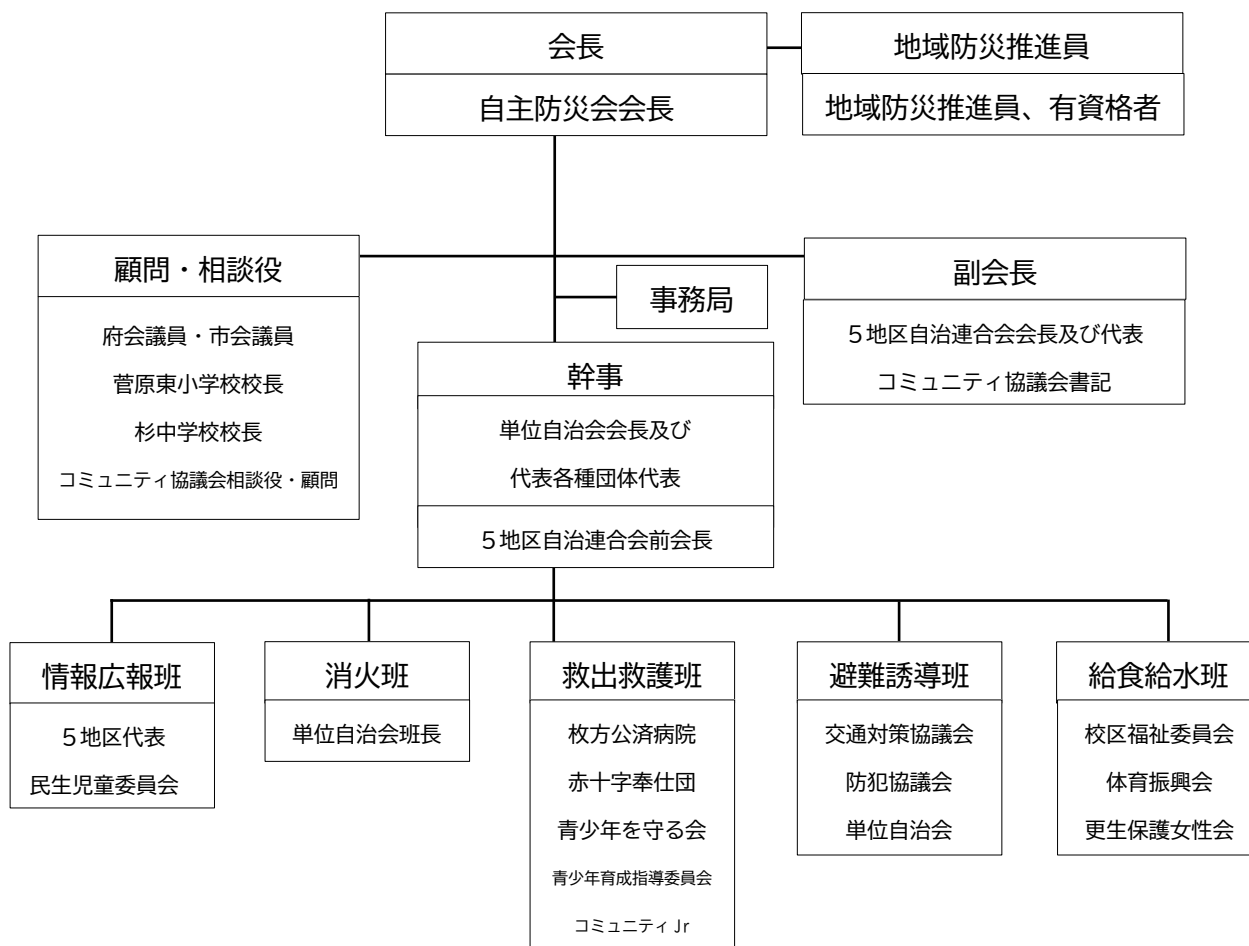 会長
自主防災会会長
地域防災推進員
地域防災推進員、有資格者
顧問・相談役
府会議員・市会議員
菅原東小学校校長
杉中学校校長
コミュニティ協議会相談役・顧問
事務局
副会長
５地区自治連合会会長及び代表
コミュニティ協議会書記
幹事
単位自治会会長及び
代表各種団体代表
５地区自治連合会前会長
情報広報班
５地区代表
民生児童委員会
消火班
単位自治会班長
救出救護班
枚方公済病院
赤十字奉仕団
青少年を守る会
青少年育成指導委員会
コミュニティJr
避難誘導班
交通対策協議会
防犯協議会
単位自治会
給食給水班
校区福祉委員会
体育振興会
更生保護女性会